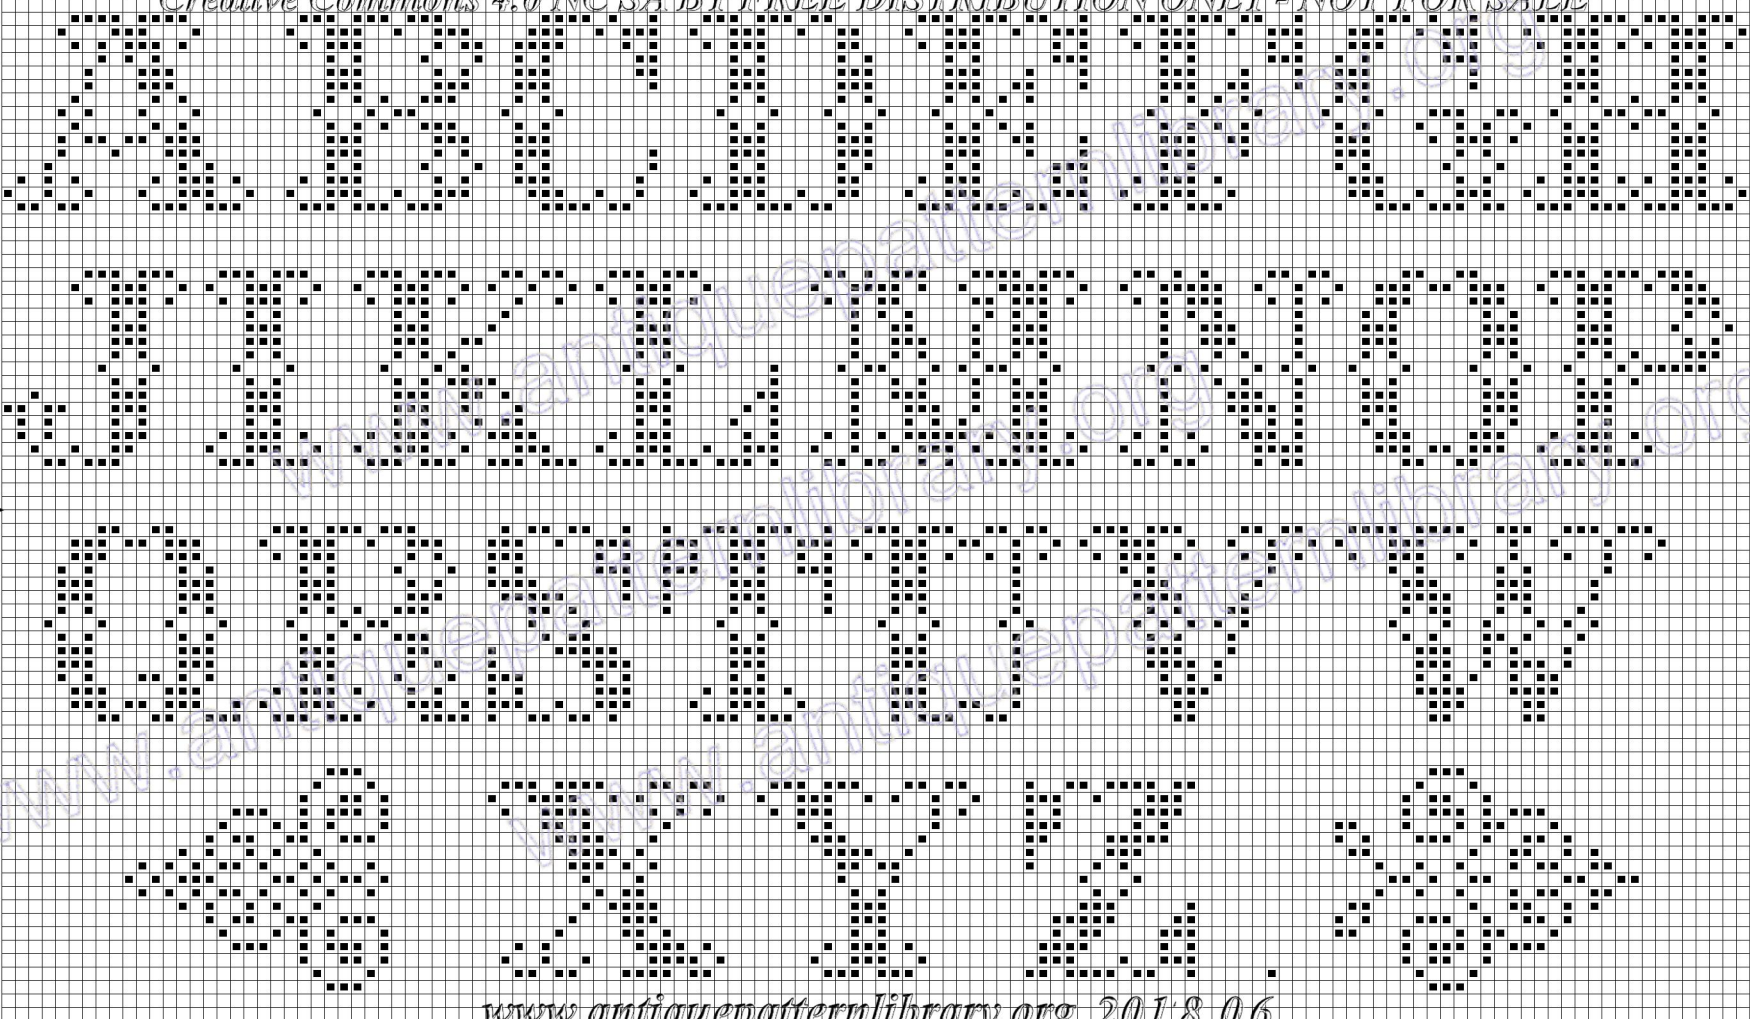 Creative Commons 4.0 NC SA BY FREE DISTRIBUTION ONLY - NOT FOR SALE
A B C D E F G H
J I K L M N O P
Q R S T U V W
X Y Z
www.antiquepatternlibrary.org
www.antiquepatternlibrary.org
www.antiquepatternlibrary.org
www.antiquepatternlibrary.org 2018 06